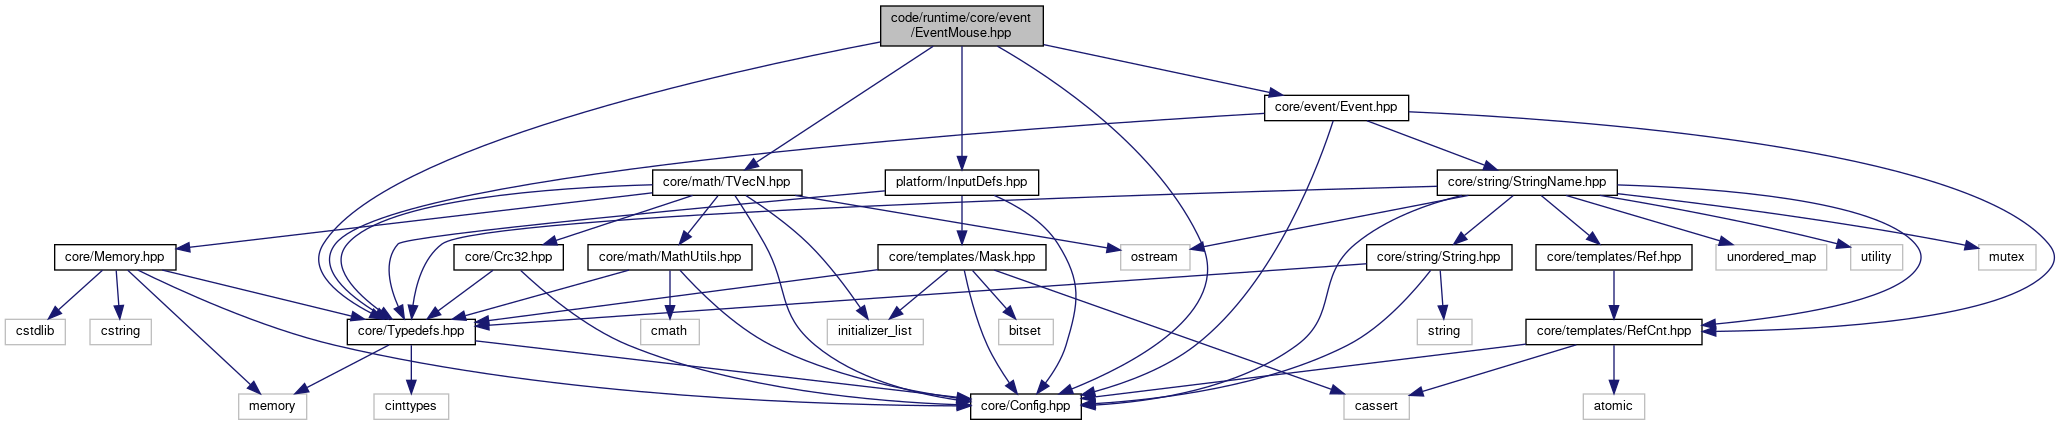 code/runtime/core/event
/EventMouse.hpp
core/event/Event.hpp
core/math/TVecN.hpp
platform/InputDefs.hpp
core/string/StringName.hpp
core/Memory.hpp
core/Crc32.hpp
core/math/MathUtils.hpp
core/templates/Mask.hpp
ostream
core/string/String.hpp
core/templates/Ref.hpp
unordered_map
utility
mutex
cstdlib
cstring
core/Typedefs.hpp
cmath
initializer_list
bitset
string
core/templates/RefCnt.hpp
memory
cinttypes
core/Config.hpp
cassert
atomic